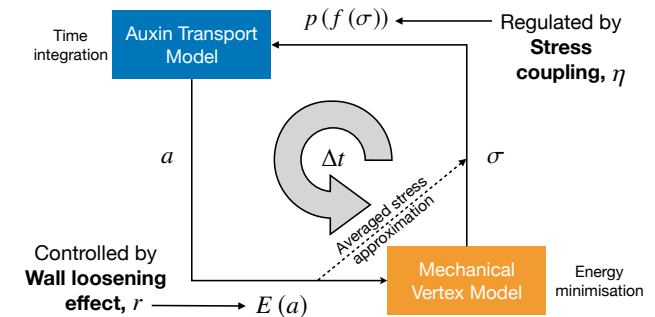 Time
integration
Auxin Transport
Model
p(f(σ))
Regulated by
Stress
coupling, η
a
Δt
σ
Averaged stress
approximation
Controlled by
Wall loosening
effect, r
E(a)
Mechanical
Vertex Model
Energy
minimisation